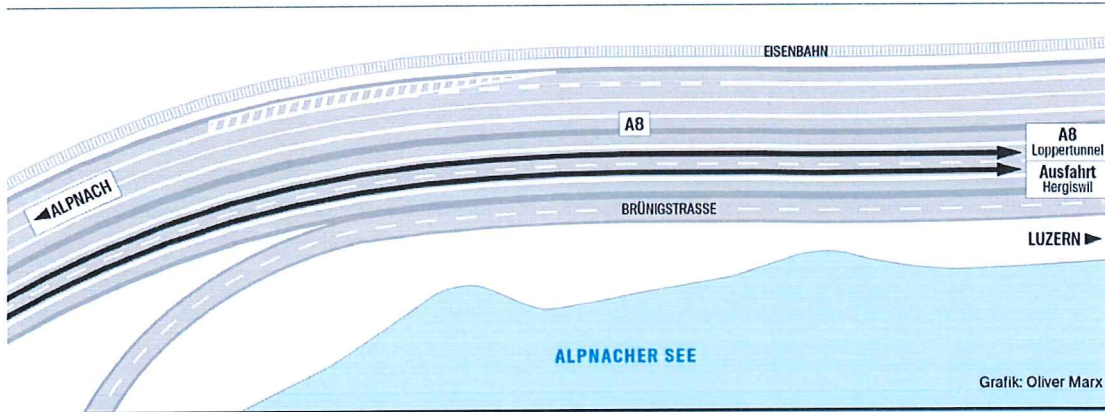 EISENBAHN
A8
A8
Loppertunnel
Ausfahrt
Hergiswil
ALPNACH
BRÜNIGSTRASSE
LUZERN
ALPNACHER SEE
Grafik: Oliver Marx